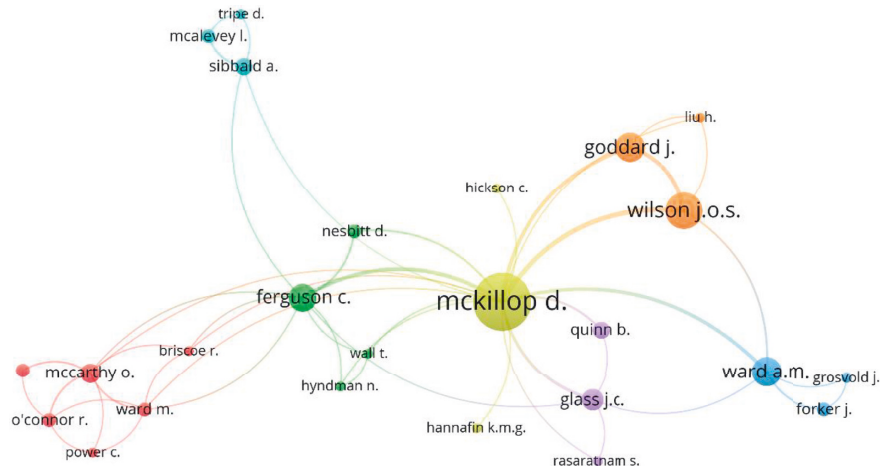 tripe d.
mcalevey l.
sibbald a.
liu h.
goddard j.
hickson c.
wilson j.o.s.
nesbitt d.
ferguson c.
mckillop d.
quinn b.
briscoe r.
wall t.
mccarthy o.
ward a.m.
grosvold j.
hyndman n.
glass j.c.
forker j.
o'connor r.
ward m.
hannafin k.m.g.
power c.
rasaratnam s.